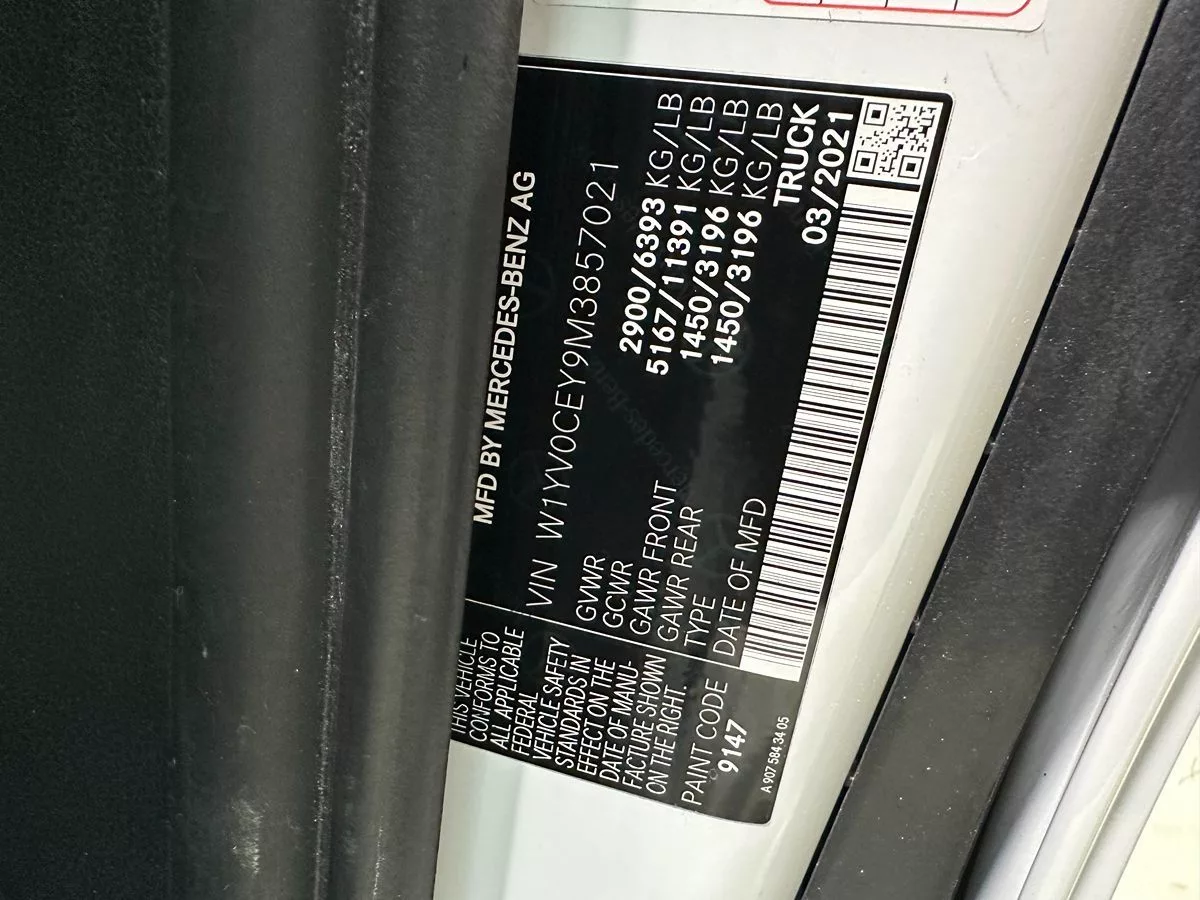 MFD BY MERCEDES-BENZ AG
VIN W1YV0CEY9M3857021
GVWR 2900/6393 KG/LB
GCWR 5167/11391 KG/LB
GAWR FRONT 1450/3196 KG/LB
GAWR REAR 1450/3196 KG/LB
TYPE TRUCK
DATE OF MFD 03/2021
THIS VEHICLE
CONFORMS TO
ALL APPLICABLE
FEDERAL
VEHICLE SAFETY
STANDARDS IN
EFFECT ON THE
DATE OF MANU-
FACTURE SHOWN
ON THE RIGHT.
PAINT CODE
9147
A 907 584 34 05